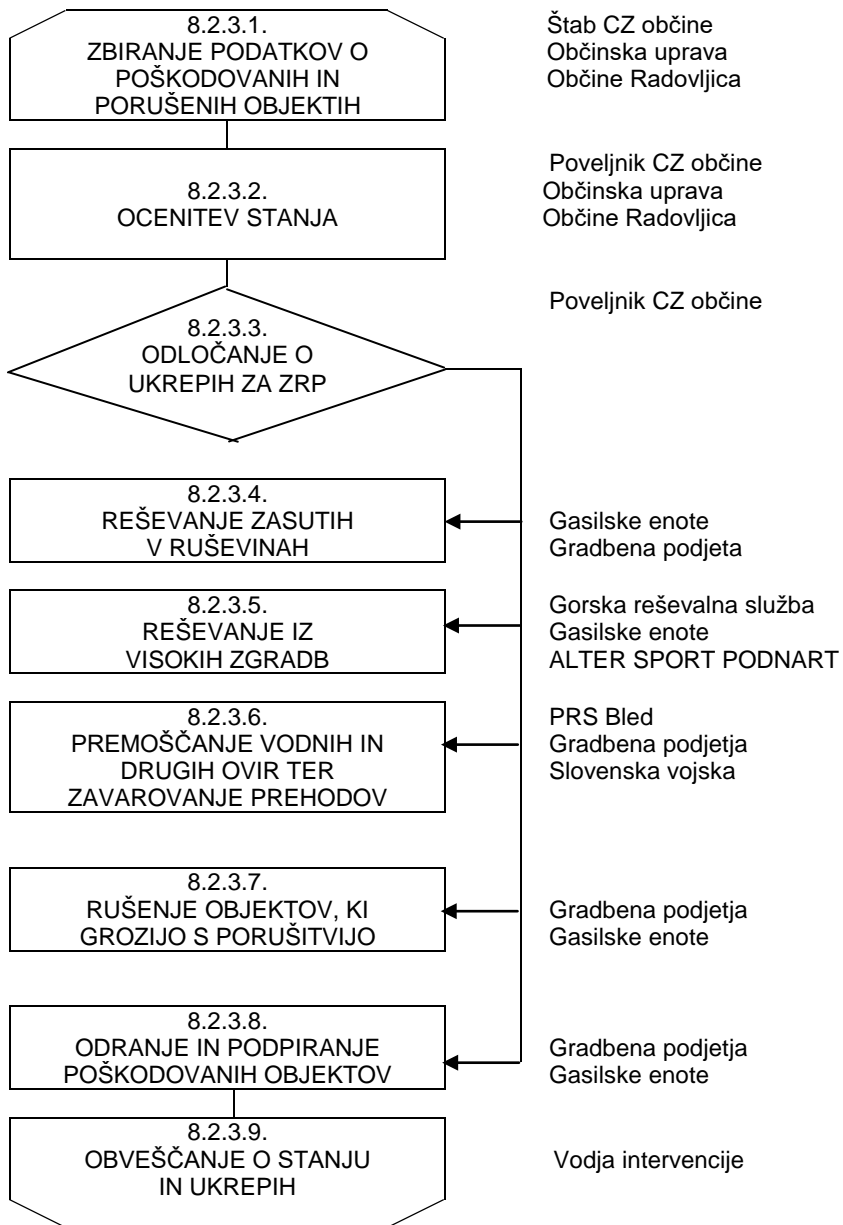 8.2.3.1.
ZBIRANJE PODATKOV O
POŠKODOVANIH IN
PORUŠENIH OBJEKTIH
Štab CZ občine
Občinska uprava
Občine Radovljica
8.2.3.2.
OCENITEV STANJA
Poveljnik CZ občine
Občinska uprava
Občine Radovljica
8.2.3.3.
ODLOČANJE O
UKREPIH ZA ZRP
Poveljnik CZ občine
8.2.3.4.
REŠEVANJE ZASUTIH
V RUŠEVINAH
Gasilske enote
Gradbena podjeta
8.2.3.5.
REŠEVANJE IZ
VISOKIH ZGRADB
Gorska reševalna služba
Gasilske enote
ALTER SPORT PODNART
8.2.3.6.
PREMOŠČANJE VODNIH IN
DRUGIH OVIR TER
ZAVAROVANJE PREHODOV
PRS Bled
Gradbena podjetja
Slovenska vojska
8.2.3.7.
RUŠENJE OBJEKTOV, KI
GROZIJO S PORUŠITVIJO
Gradbena podjetja
Gasilske enote
8.2.3.8.
ODRANJE IN PODPIRANJE
POŠKODOVANIH OBJEKTOV
Gradbena podjetja
Gasilske enote
8.2.3.9.
OBVEŠČANJE O STANJU
IN UKREPIH
Vodja intervencije